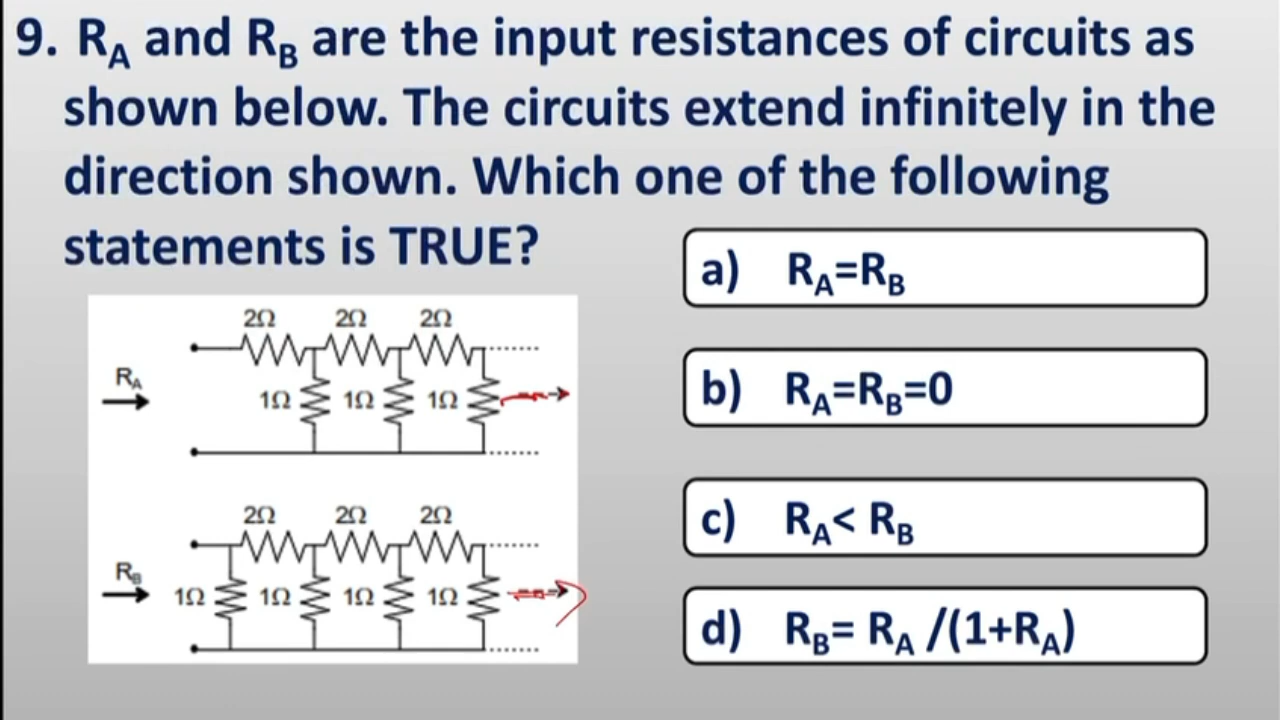 9. RA and RB are the input resistances of circuits as
shown below. The circuits extend infinitely in the
direction shown. Which one of the following
statements is TRUE?
a) RA=RB
b) RA=RB=0
c) RA< RB
d) RB= RA /(1+RA)
2Ω 2Ω 2Ω
RA
1Ω 1Ω 1Ω
2Ω 2Ω 2Ω
RB
1Ω 1Ω 1Ω 1Ω